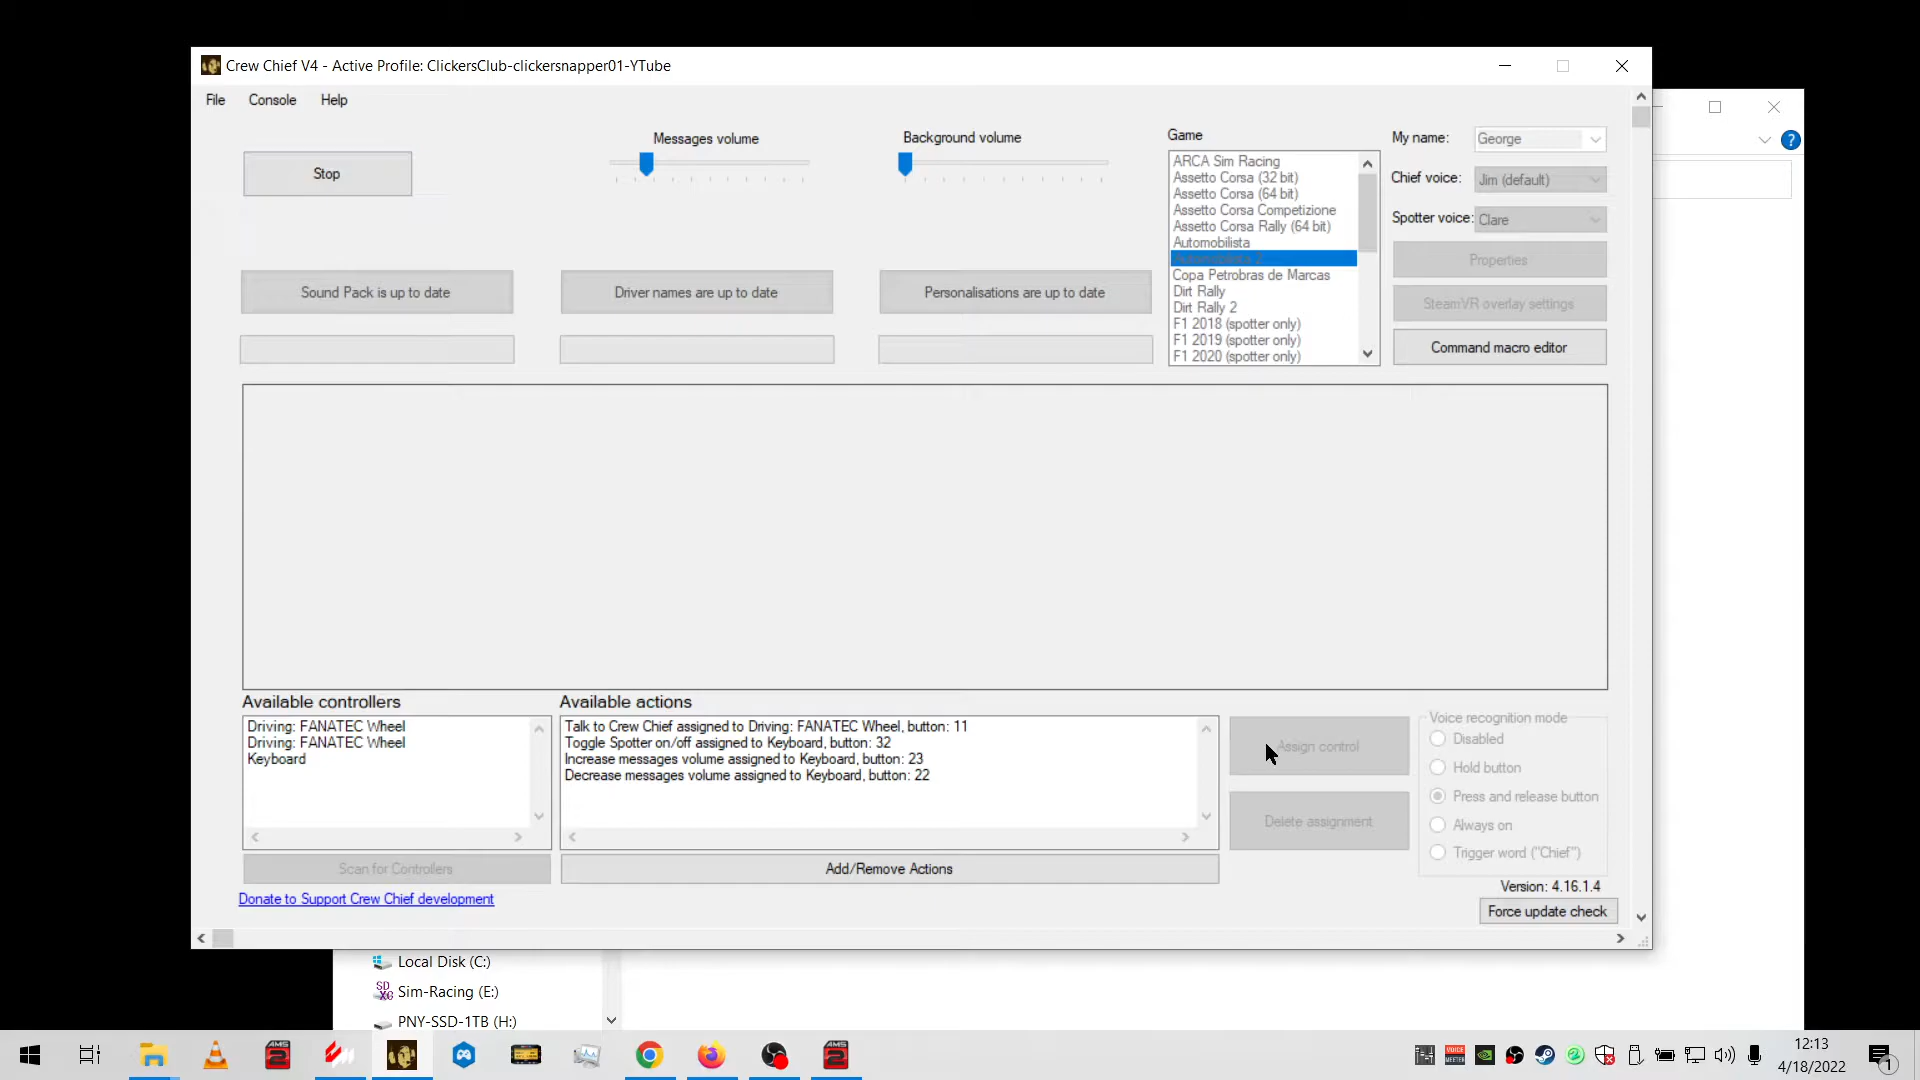 Crew Chief V4 - Active Profile: ClickersClub-clickersnapper01-YTube
File Console Help
Stop
Messages volume
Background volume
Game
ARCA Sim Racing
Assetto Corsa (32 bit)
Assetto Corsa (64 bit)
Assetto Corsa Competizione
Assetto Corsa Rally (64 bit)
Automobilista
Automobilista 2
Copa Petrobras de Marcas
Dirt Rally
Dirt Rally 2
F1 2018 (spotter only)
F1 2019 (spotter only)
F1 2020 (spotter only)
My name: George
Chief voice: Jim (default)
Spotter voice: Clare
Properties
SteamVR overlay settings
Command macro editor
Sound Pack is up to date
Driver names are up to date
Personalisations are up to date
Available controllers
Driving: FANATEC Wheel
Driving: FANATEC Wheel
Keyboard
Scan for Controllers
Available actions
Talk to Crew Chief assigned to Driving: FANATEC Wheel, button: 11
Toggle Spotter on/off assigned to Keyboard, button: 32
Increase messages volume assigned to Keyboard, button: 23
Decrease messages volume assigned to Keyboard, button: 22
Add/Remove Actions
Assign control
Delete assignment
Voice recognition mode
Disabled
Hold button
Press and release button
Always on
Trigger word ("Chief")
Version: 4.16.1.4
Force update check
Donate to Support Crew Chief development
Local Disk (C:)
Sim-Racing (E:)
PNY-SSD-1TB (H:)
12:13
4/18/2022
1